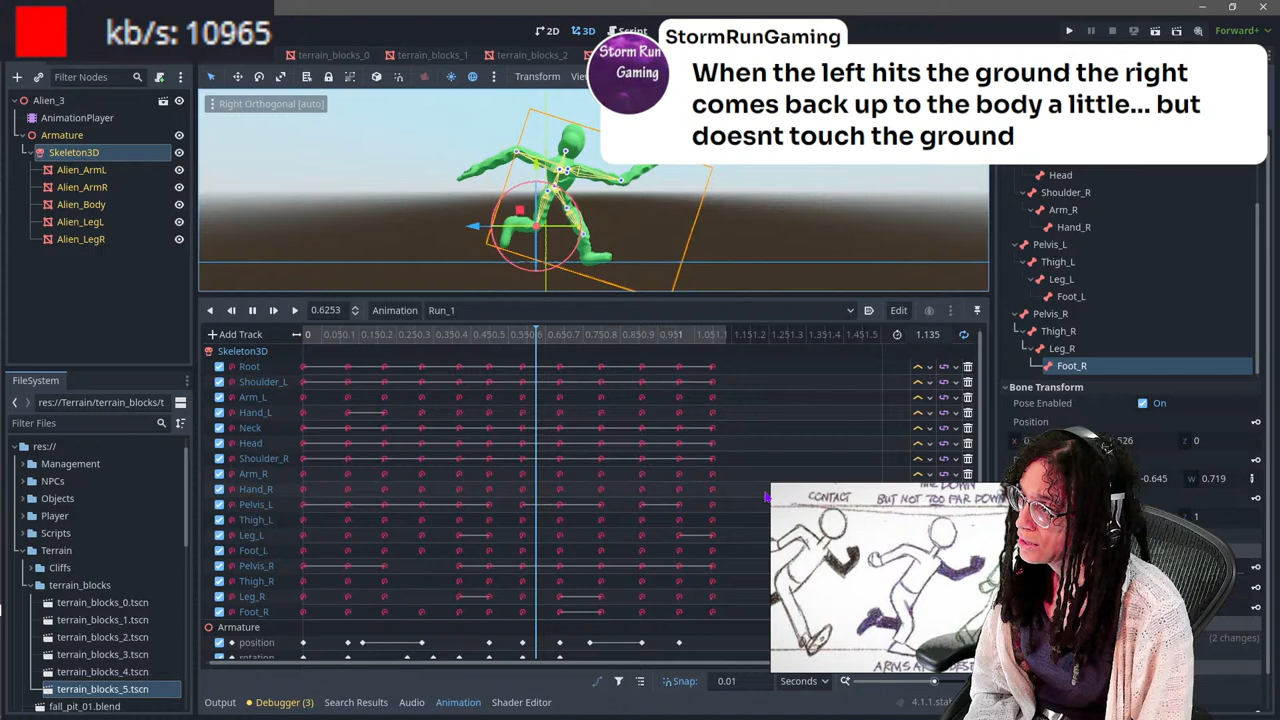 kb/s: 10965
StormRunGaming
Storm Run
Gaming
When the left hits the ground the right
comes back up to the body a little... but
doesnt touch the ground
2D
3D
Script
Forward+
terrain_blocks_0
terrain_blocks_1
terrain_blocks_2
Filter Nodes
Transform
Alien_3
AnimationPlayer
Armature
Skeleton3D
Alien_ArmL
Alien_ArmR
Alien_Body
Alien_LegL
Alien_LegR
Right Orthogonal [auto]
Head
Shoulder_R
Arm_R
Hand_R
Pelvis_L
Thigh_L
Leg_L
Foot_L
Pelvis_R
Thigh_R
Leg_R
Foot_R
Bone Transform
Pose Enabled
On
Position
0.6253
Animation
Run_1
Edit
Add Track
1.135
Skeleton3D
Root
Shoulder_L
Arm_L
Hand_L
Neck
Head
Shoulder_R
Arm_R
Hand_R
Pelvis_L
Thigh_L
Leg_L
Foot_L
Pelvis_R
Thigh_R
Leg_R
Foot_R
Armature
position
rotation
FileSystem
res://Terrain/terrain_blocks/t
Filter Files
res://
Management
NPCs
Objects
Player
Scripts
Terrain
Cliffs
terrain_blocks
terrain_blocks_0.tscn
terrain_blocks_1.tscn
terrain_blocks_2.tscn
terrain_blocks_3.tscn
terrain_blocks_4.tscn
terrain_blocks_5.tscn
fall_pit_01.blend
z 0
-0.645
w 0.719
1
CONTACT
BUT NOT TOO FAR DOWN
(2 changes)
Snap:
0.01
Seconds
Output
Debugger (3)
Search Results
Audio
Animation
Shader Editor